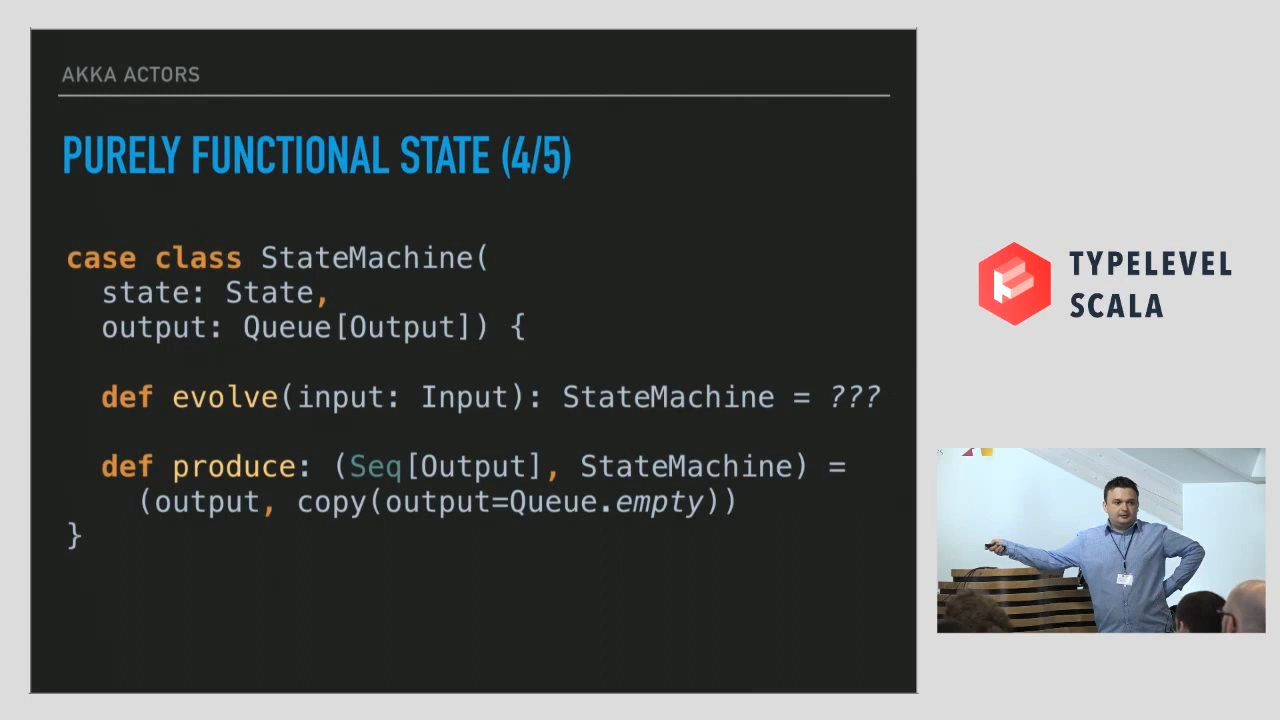 AKKA ACTORS
PURELY FUNCTIONAL STATE (4/5)
case class StateMachine(
  state: State,
  output: Queue[Output]) {
  def evolve(input: Input): StateMachine = ???
  def produce: (Seq[Output], StateMachine) =
    (output, copy(output=Queue.empty))
}
TYPELEVEL
SCALA